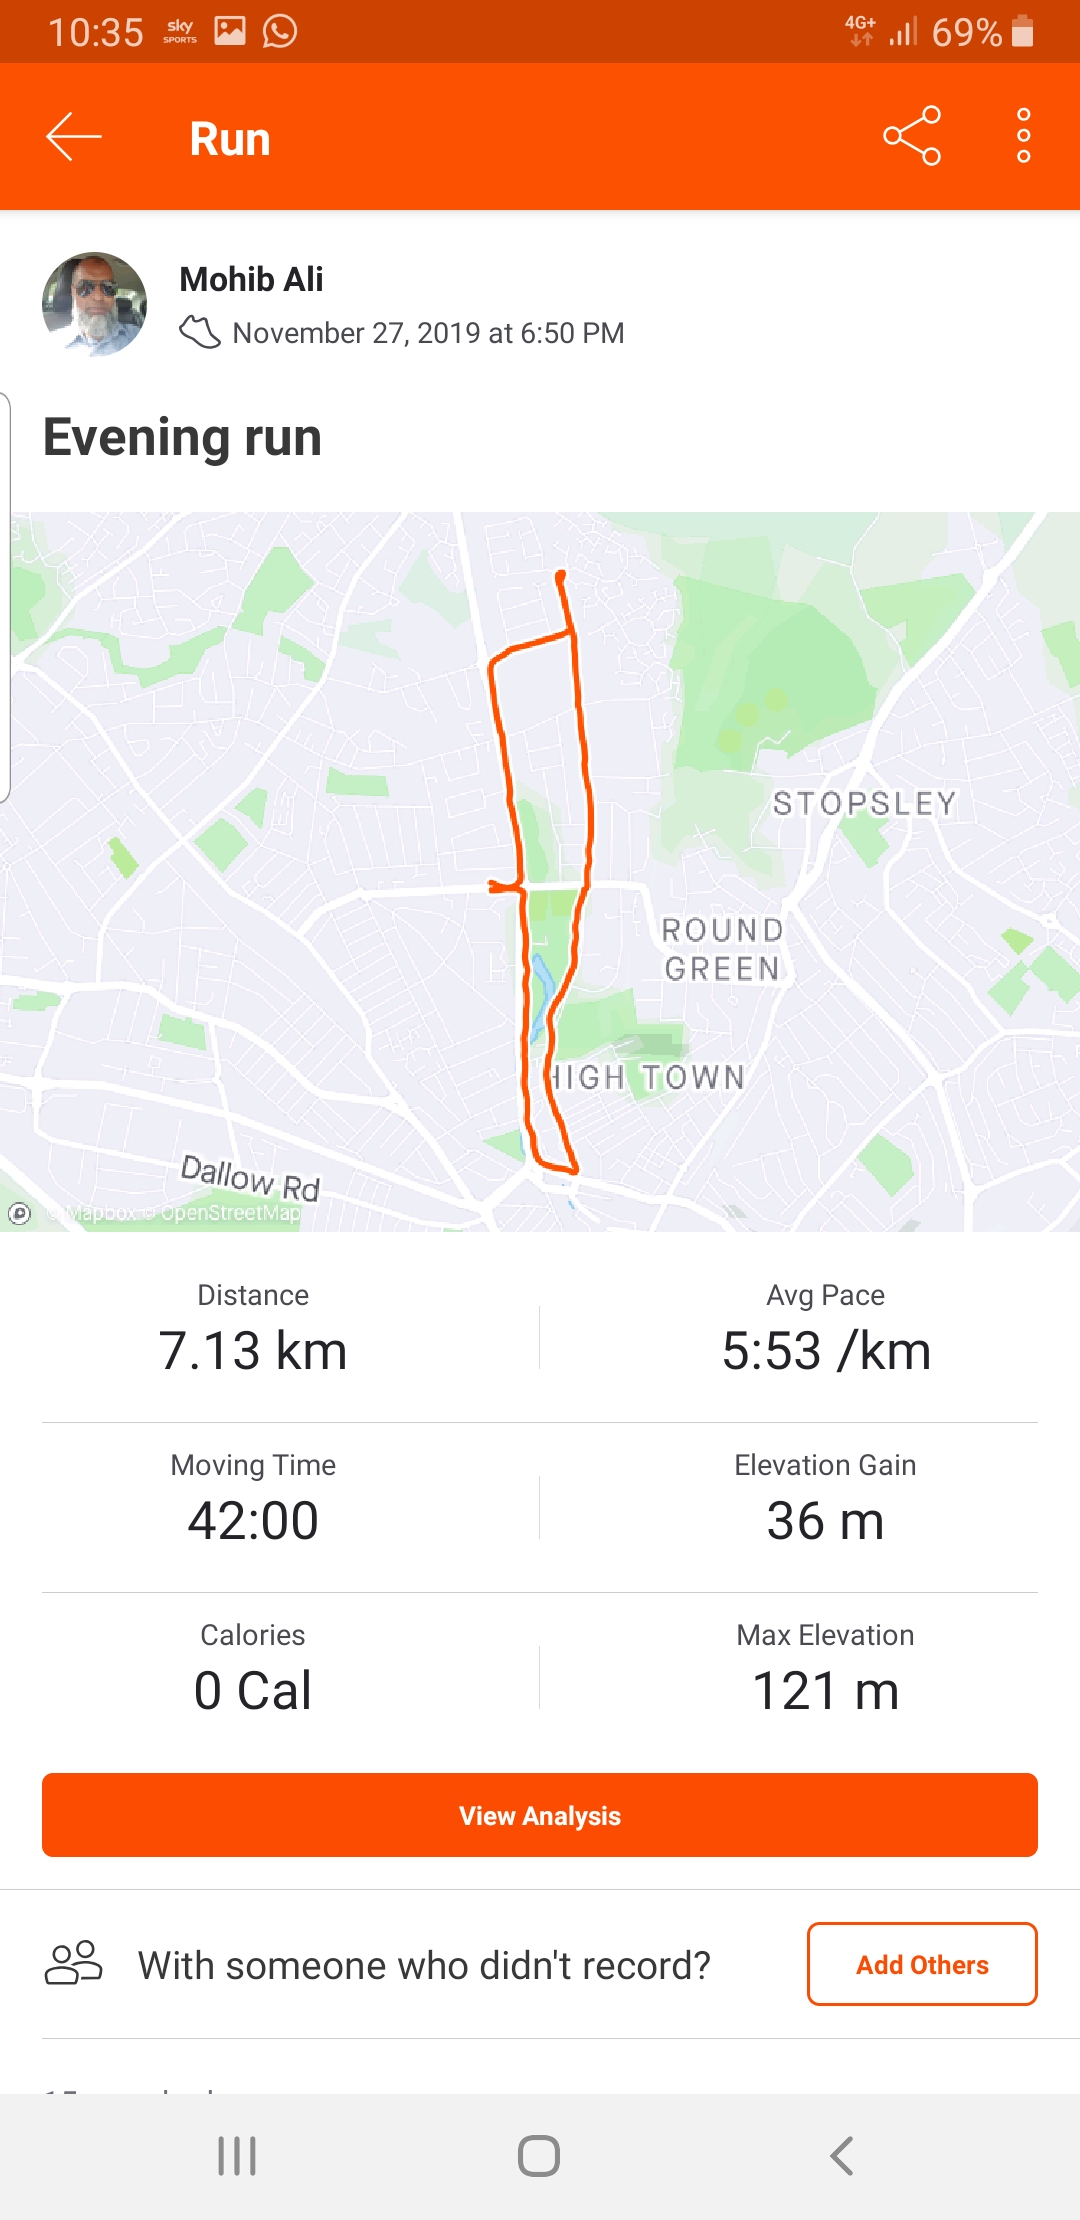 10:35 sky SPORTS 4G+ 69%
Run
Mohib Ali
November 27, 2019 at 6:50 PM
Evening run
STOPSLEY
ROUND
GREEN
HIGH TOWN
Dallow Rd
© Mapbox © OpenStreetMap
Distance
7.13 km
Avg Pace
5:53 /km
Moving Time
42:00
Elevation Gain
36 m
Calories
0 Cal
Max Elevation
121 m
View Analysis
With someone who didn't record?
Add Others